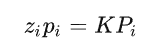 $z_i p_i = K P_i$